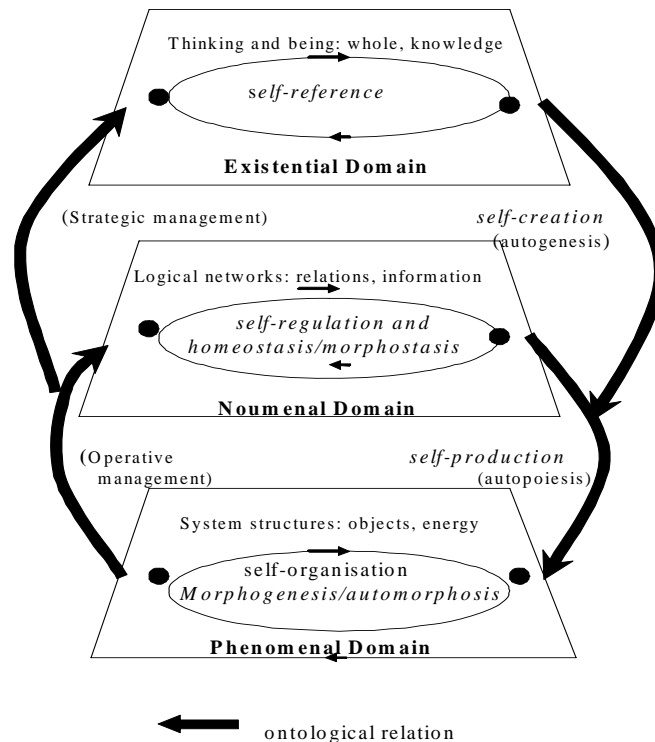 Thinking and being: whole, knowledge
self-reference
Existential Domain
(Strategic management)
self-creation
(autogenesis)
Logical networks: relations, information
self-regulation and
homeostasis/morphostasis
Noumenal Domain
(Operative
management)
self-production
(autopoiesis)
System structures: objects, energy
self-organisation
Morphogenesis/automorphosis
Phenomenal Domain
ontological relation